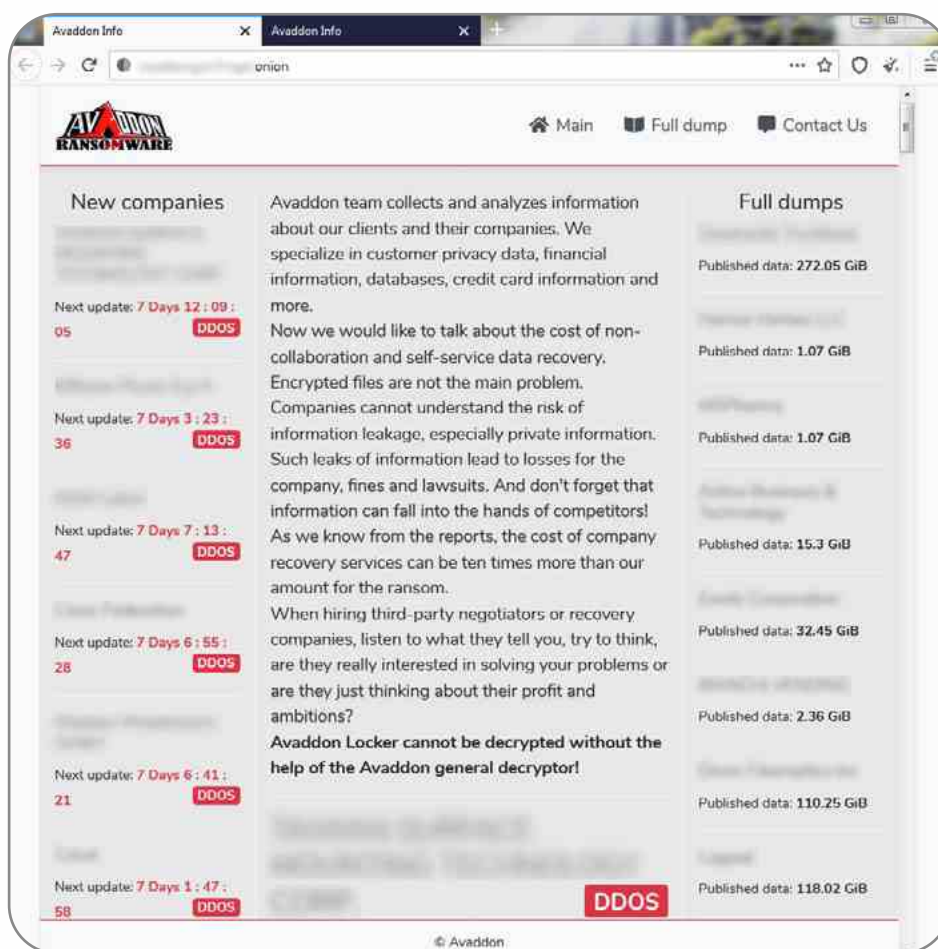 Avaddon Info
Avaddon Info
onion
AVADDON
RANSOMWARE
Main
Full dump
Contact Us
New companies
Next update: 7 Days 12 : 09 :
05
DDOS
Next update: 7 Days 3 : 23 :
36
DDOS
Next update: 7 Days 7 : 13 :
47
DDOS
Next update: 7 Days 6 : 55 :
28
DDOS
Next update: 7 Days 6 : 41 :
21
DDOS
Next update: 7 Days 1 : 47 :
58
DDOS
Avaddon team collects and analyzes information
about our clients and their companies. We
specialize in customer privacy data, financial
information, databases, credit card information and
more.
Now we would like to talk about the cost of non-
collaboration and self-service data recovery.
Encrypted files are not the main problem.
Companies cannot understand the risk of
information leakage, especially private information.
Such leaks of information lead to losses for the
company, fines and lawsuits. And don't forget that
information can fall into the hands of competitors!
As we know from the reports, the cost of company
recovery services can be ten times more than our
amount for the ransom.
When hiring third-party negotiators or recovery
companies, listen to what they tell you, try to think,
are they really interested in solving your problems or
are they just thinking about their profit and
ambitions?
Avaddon Locker cannot be decrypted without the
help of the Avaddon general decryptor!
DDOS
Full dumps
Published data: 272.05 GiB
Published data: 1.07 GiB
Published data: 1.07 GiB
Published data: 15.3 GiB
Published data: 32.45 GiB
Published data: 2.36 GiB
Published data: 110.25 GiB
Published data: 118.02 GiB
© Avaddon